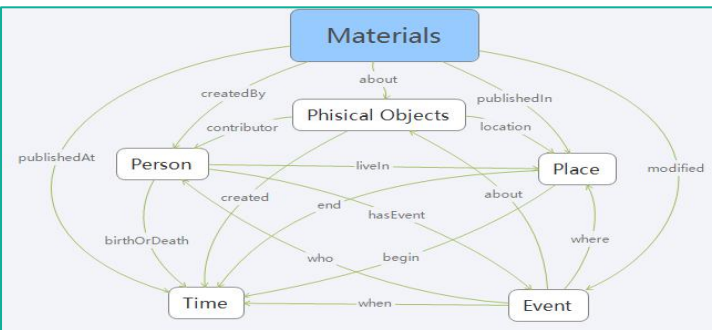 Materials
about
createdBy
publishedIn
Phisical Objects
contributor
location
publishedAt
Person
liveIn
Place
modified
created
end
about
hasEvent
birthOrDeath
where
who
begin
Time
when
Event